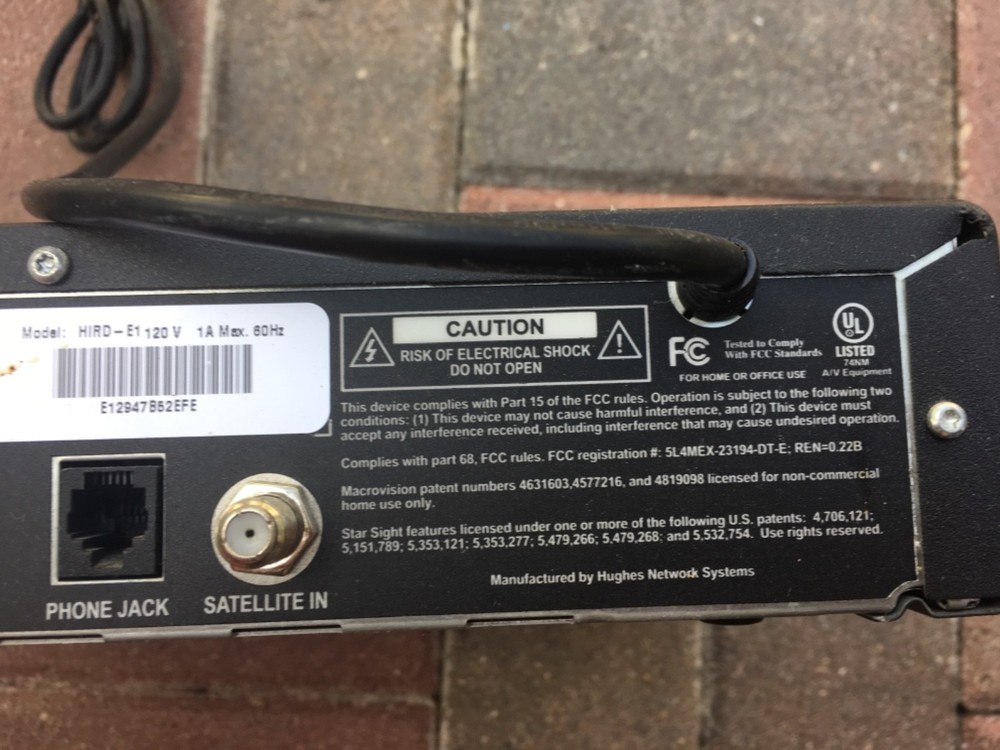 Model: HIRD-E1 120 V 1A Max. 60Hz
E12947B52EFE
CAUTION
RISK OF ELECTRICAL SHOCK
DO NOT OPEN
FC
Tested to Comply
With FCC Standards
FOR HOME OR OFFICE USE
UL
LISTED
74NM
A/V Equipment
This device complies with Part 15 of the FCC rules. Operation is subject to the following two
conditions: (1) This device may not cause harmful interference, and (2) This device must
accept any interference received, including interference that may cause undesired operation.
Complies with part 68, FCC rules. FCC registration #: 5L4MEX-23194-DT-E; REN=0.22B
Macrovision patent numbers 4631603,4577216, and 4819098 licensed for non-commercial
home use only.
Star Sight features licensed under one or more of the following U.S. patents: 4,706,121;
5,151,789; 5,353,121; 5,353,277; 5,479,266; 5,479,268; and 5,532,754. Use rights reserved.
Manufactured by Hughes Network Systems
PHONE JACK
SATELLITE IN